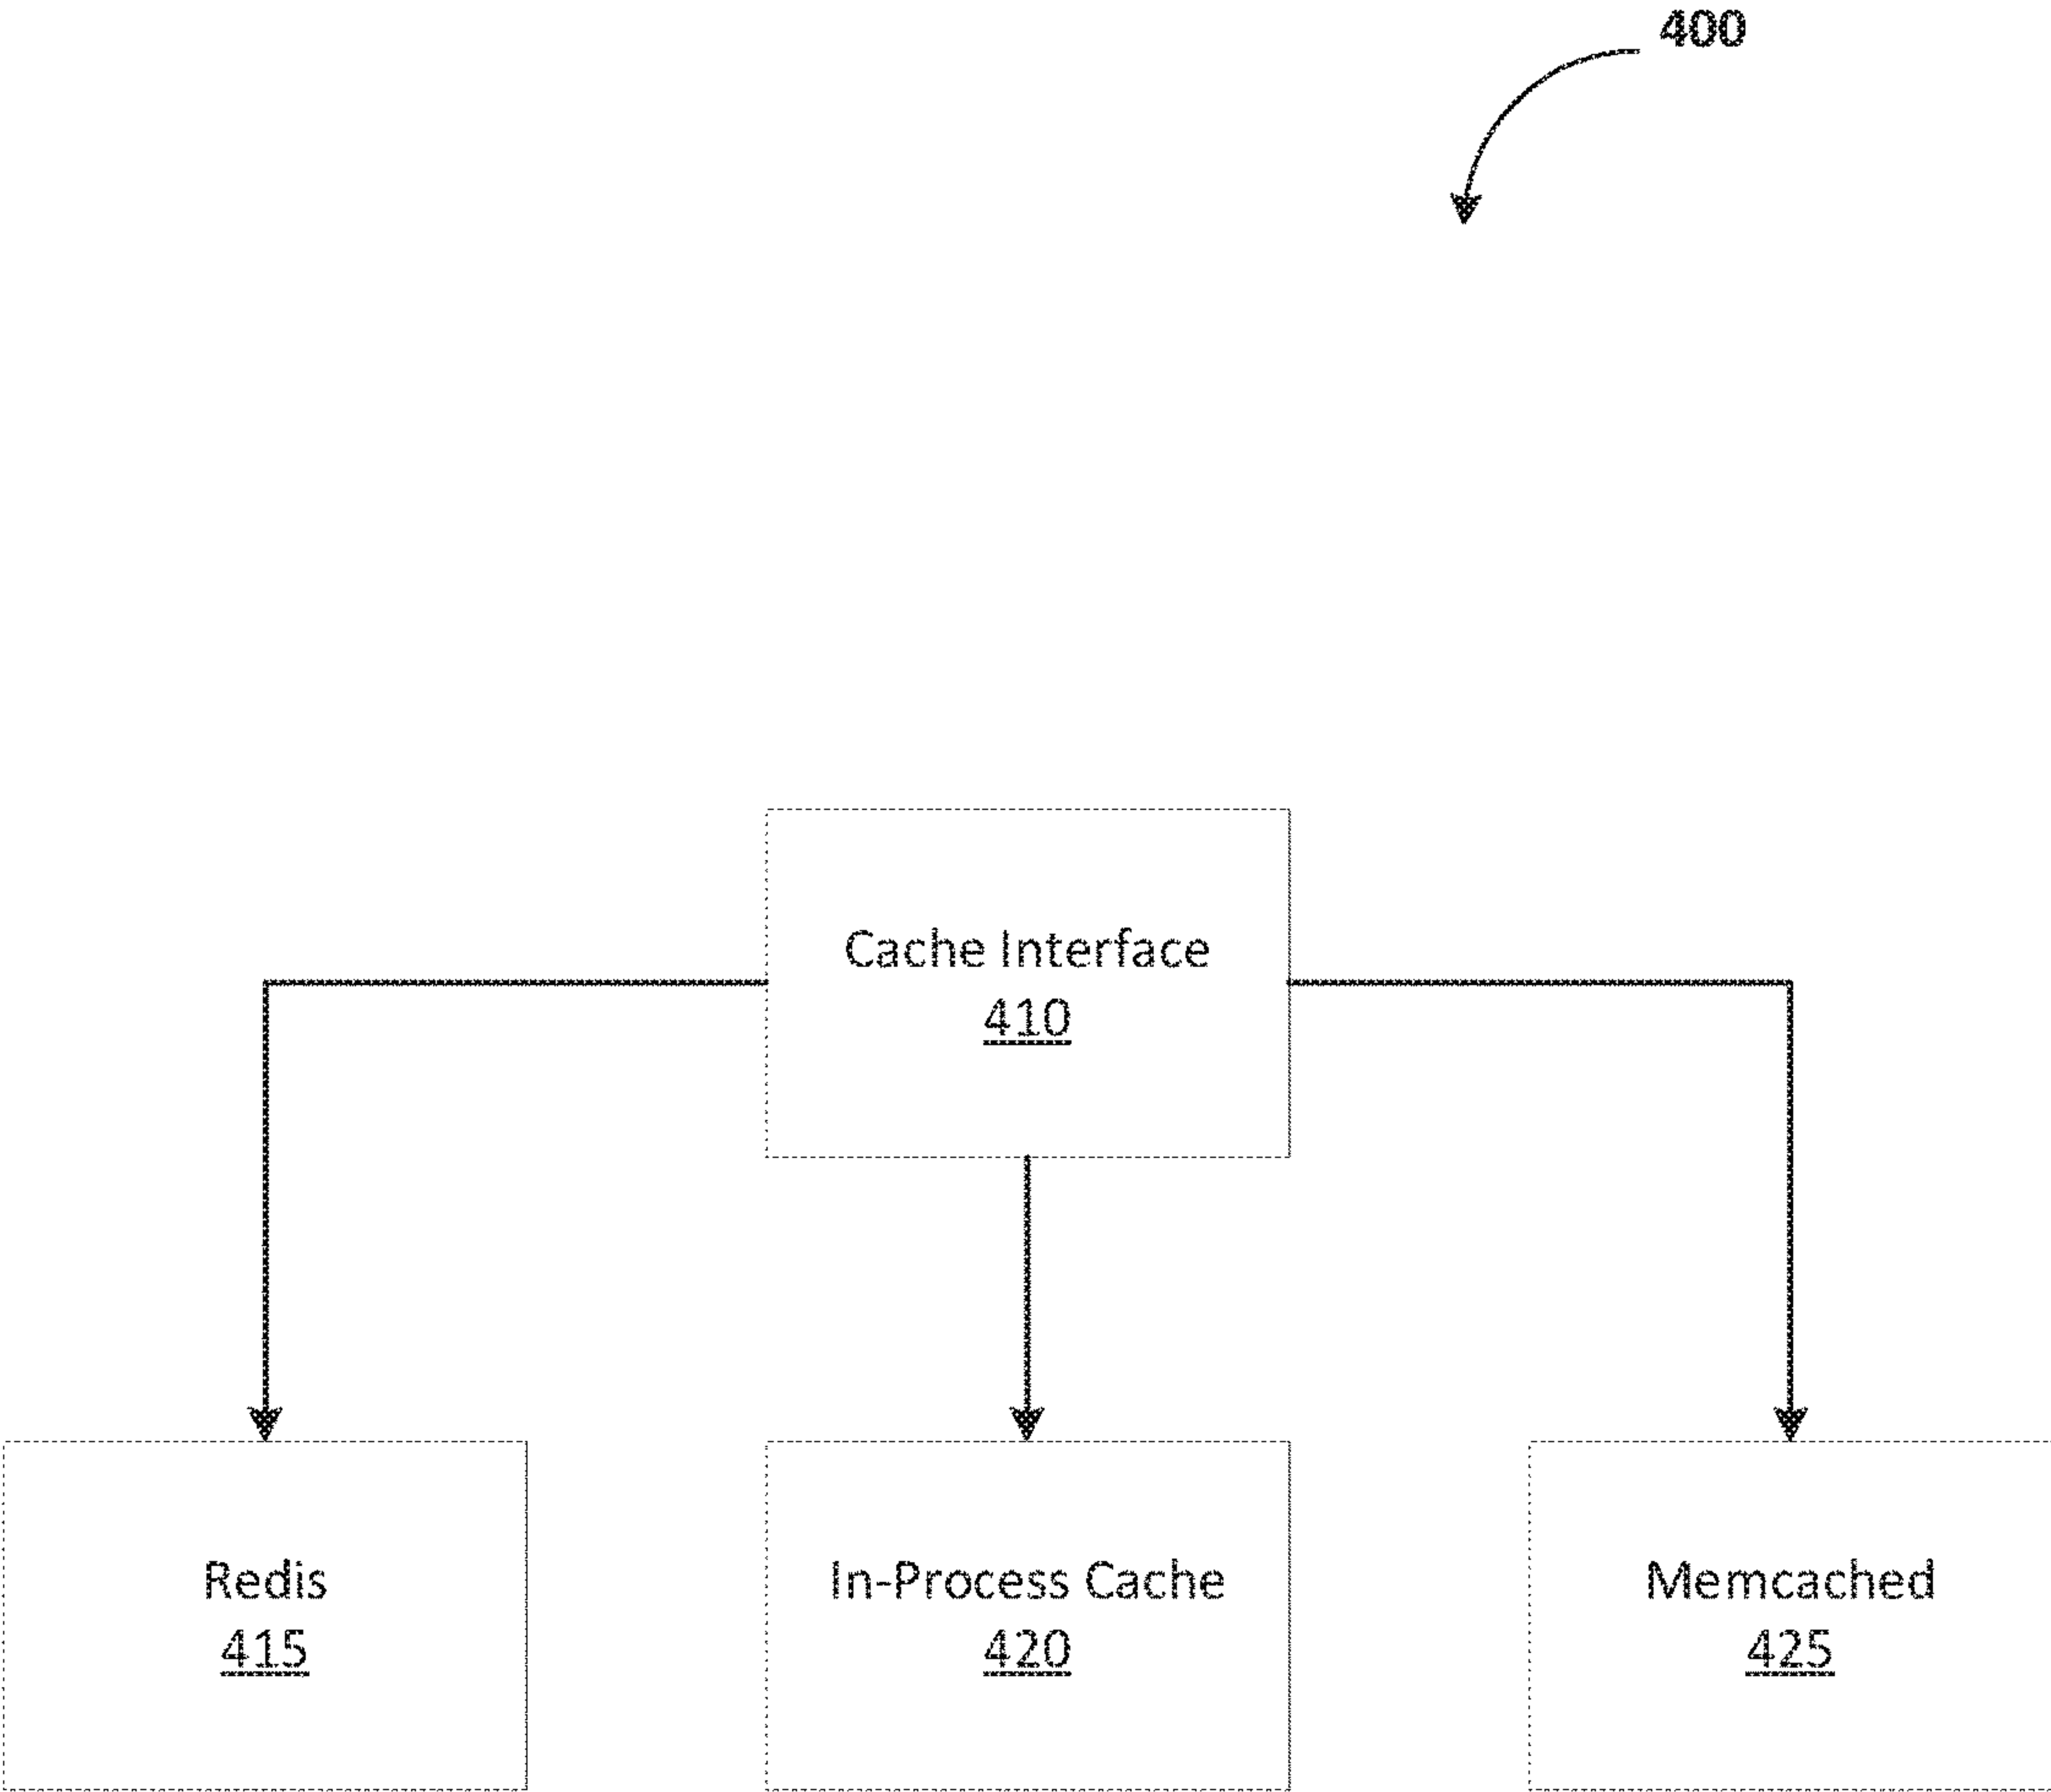 400
Cache Interface
410
Redis
415
In-Process Cache
420
Memcached
425